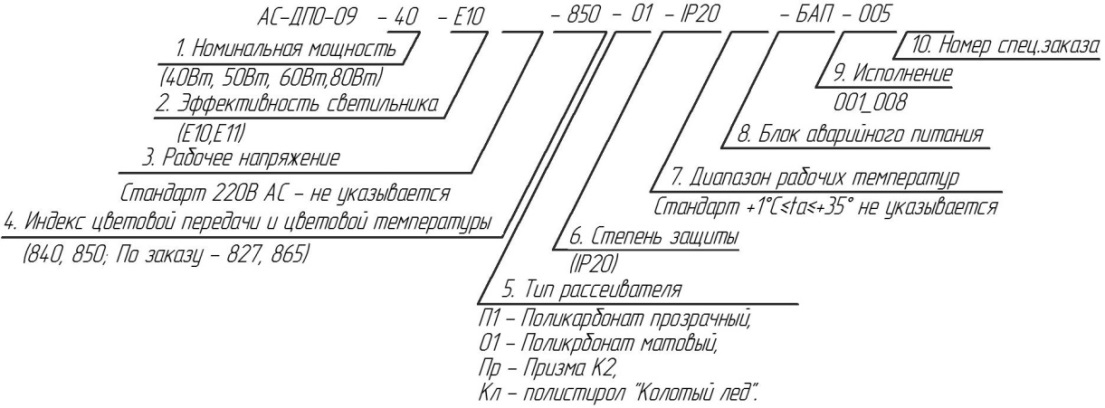 АС-ДПО-09 -40 -Е10 -850 -01 -IP20 -БАП -005
1. Номинальная мощность
(40Вт, 50Вт, 60Вт,80Вт)
2. Эффективность светильника
(Е10,Е11)
3. Рабочее напряжение
Стандарт 220В АС - не указывается
4. Индекс цветовой передачи и цветовой температуры
(840, 850; По заказу - 827, 865)
10. Номер спец.заказа
9. Исполнение
001_008
8. Блок аварийного питания
7. Диапазон рабочих температур
Стандарт +1°C≤ta≤+35° не указывается
6. Степень защиты
(IP20)
5. Тип рассеивателя
П1 - Поликарбонат прозрачный,
01 - Поликрбонат матовый,
Пр - Призма К2,
Кл - полистирол "Колотый лед".